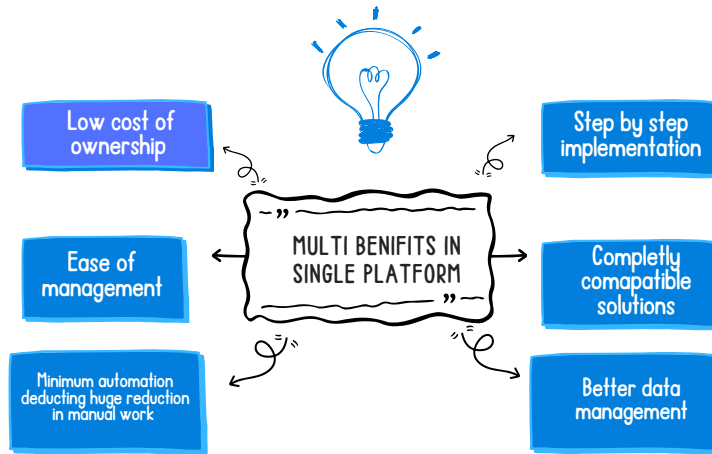 Low cost of
ownership
Step by step
implementation
MULTI BENIFITS IN
SINGLE PLATFORM
Ease of
management
Completly
comapatible
solutions
Minimum automation
deducting huge reduction
in manual work
Better data
management